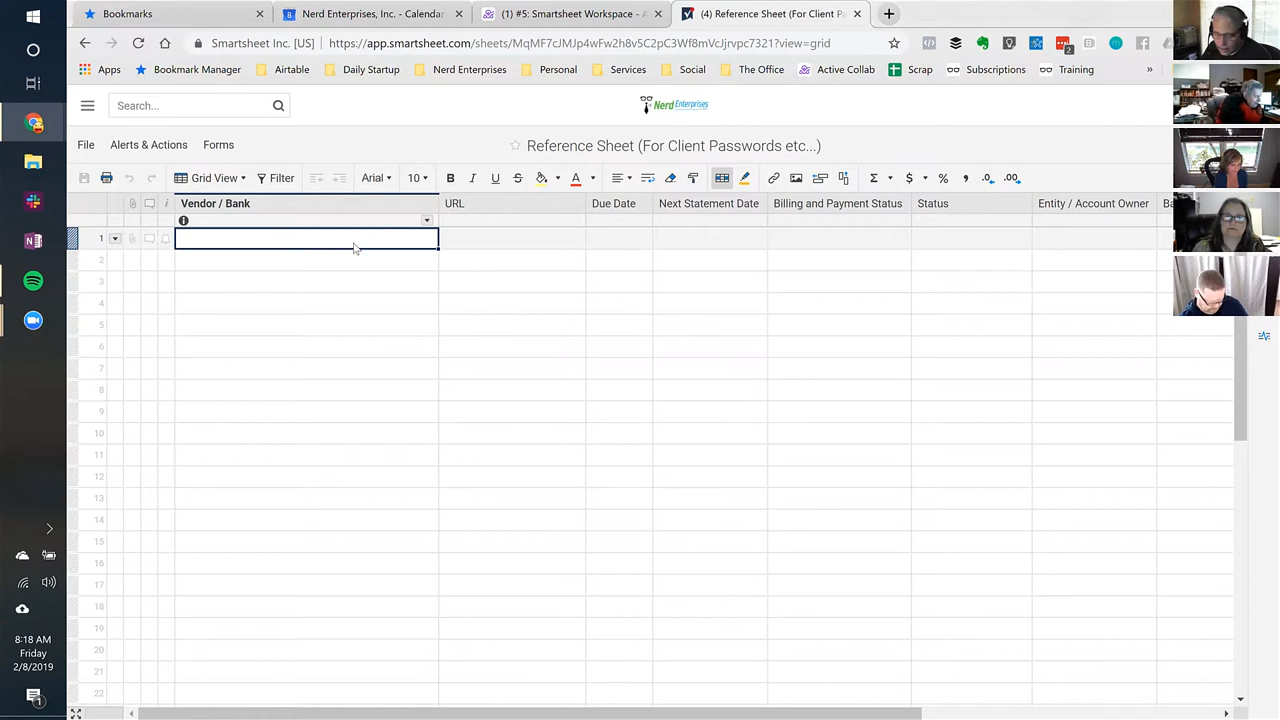 Bookmarks
Nerd Enterprises, Inc. - Calendar
(1) #5: Smartsheet Workspace - A
(4) Reference Sheet (For Client P
Smartsheet Inc. [US]
https://app.smartsheet.com
?view=grid
Apps
Bookmark Manager
Airtable
Daily Startup
Nerd En
Personal
Services
Social
The Office
Active Collab
Scrap
Subscriptions
Training
»
Search...
Nerd Enterprises
File
Alerts & Actions
Forms
Reference Sheet (For Client Passwords etc...)
Grid View
Filter
Arial
10
B
I
A
Σ
$
%
,
.0
.00
Vendor / Bank
URL
Due Date
Next Statement Date
Billing and Payment Status
Status
Entity / Account Owner
Ba
1
2
3
4
5
6
7
8
9
10
11
12
13
14
15
16
17
18
19
20
21
22
8:18 AM
Friday
2/8/2019
1